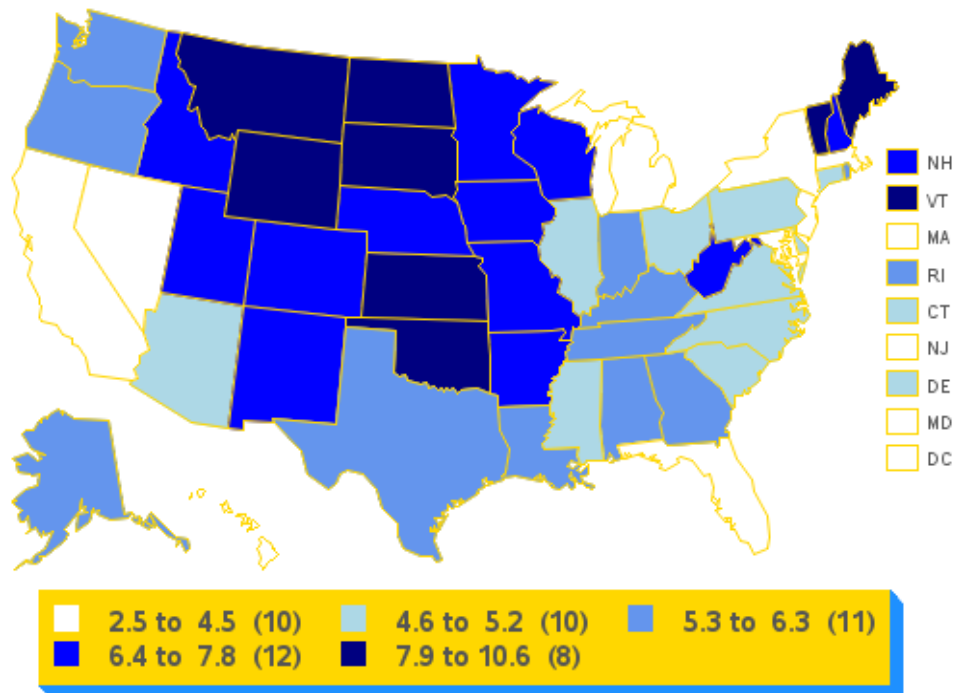 NH
VT
MA
RI
CT
NJ
DE
MD
DC
2.5 to 4.5 (10) 4.6 to 5.2 (10) 5.3 to 6.3 (11)
6.4 to 7.8 (12) 7.9 to 10.6 (8)